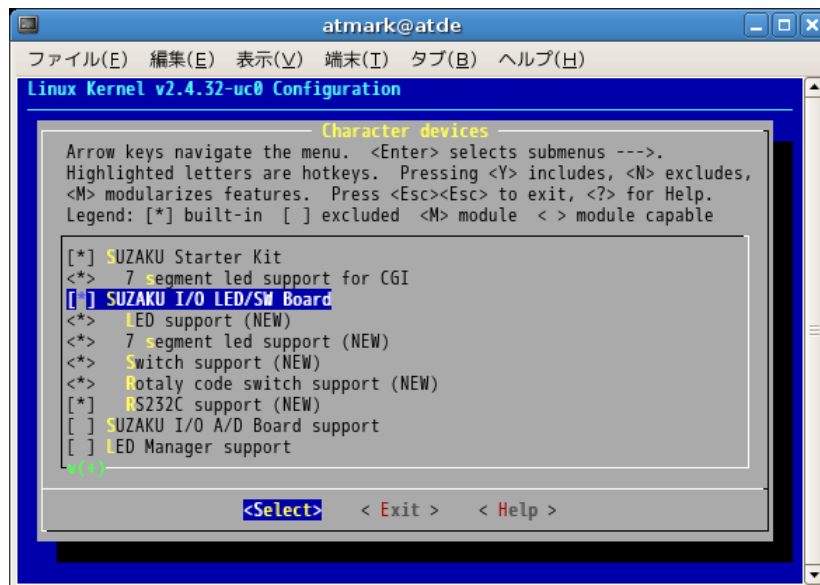 atmark@atde
ファイル(F) 編集(E) 表示(V) 端末(T) タブ(B) ヘルプ(H)
Linux Kernel v2.4.32-uc0 Configuration
Character devices
Arrow keys navigate the menu. <Enter> selects submenus --->.
Highlighted letters are hotkeys. Pressing <Y> includes, <N> excludes,
<M> modularizes features. Press <Esc><Esc> to exit, <?> for Help.
Legend: [*] built-in [ ] excluded <M> module < > module capable
[*] SUZAKU Starter Kit
<*> 7 segment led support for CGI
[*] SUZAKU I/O LED/SW Board
<*> LED support (NEW)
<*> 7 segment led support (NEW)
<*> Switch support (NEW)
<*> Rotaly code switch support (NEW)
[*] RS232C support (NEW)
[ ] SUZAKU I/O A/D Board support
[ ] LED Manager support
v(+)
<Select> < Exit > < Help >